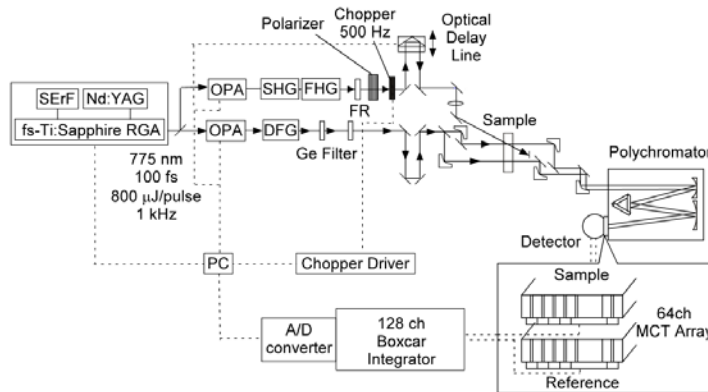 Chopper
500 Hz
Optical
Delay
Line
Polarizer
SErF
Nd:YAG
fs-Ti:Sapphire RGA
OPA
SHG
FHG
FR
OPA
DFG
Ge Filter
Sample
Polychromator
775 nm
100 fs
800 μJ/pulse
1 kHz
Detector
PC
Chopper Driver
Sample
64ch
MCT Array
A/D
converter
128 ch
Boxcar
Integrator
Reference